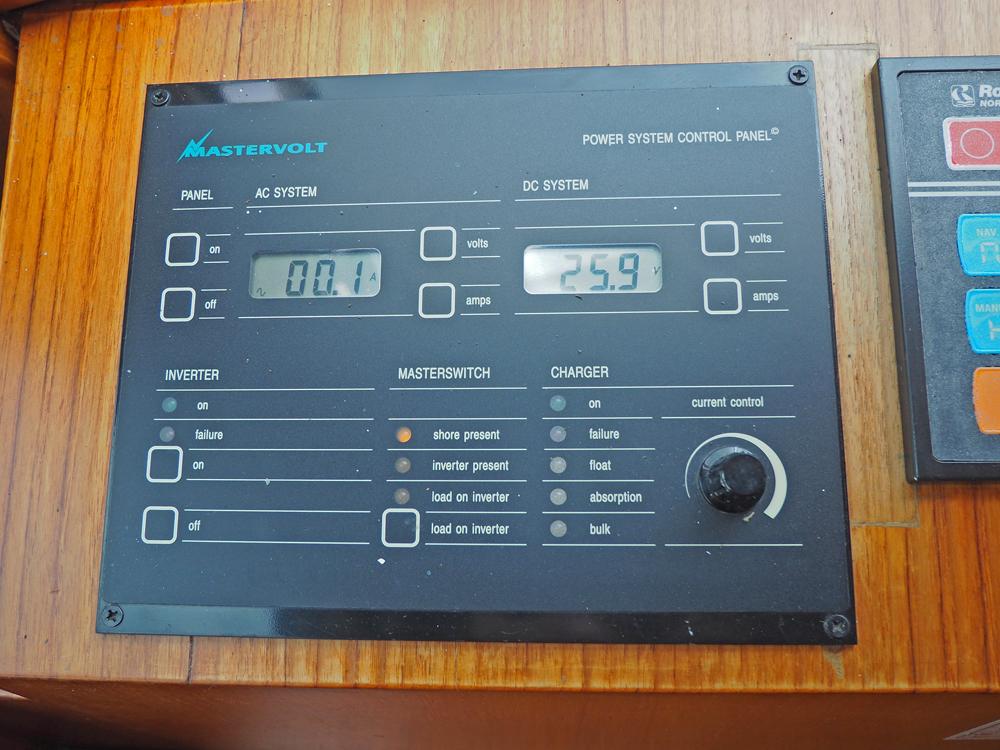 MASTERVOLT
POWER SYSTEM CONTROL PANEL©
PANEL
AC SYSTEM
DC SYSTEM
on
volts
volts
00.1 A
25.9 V
off
amps
amps
INVERTER
MASTERSWITCH
CHARGER
on
on
current control
failure
shore present
failure
on
inverter present
float
load on inverter
absorption
off
load on inverter
bulk
NAV.